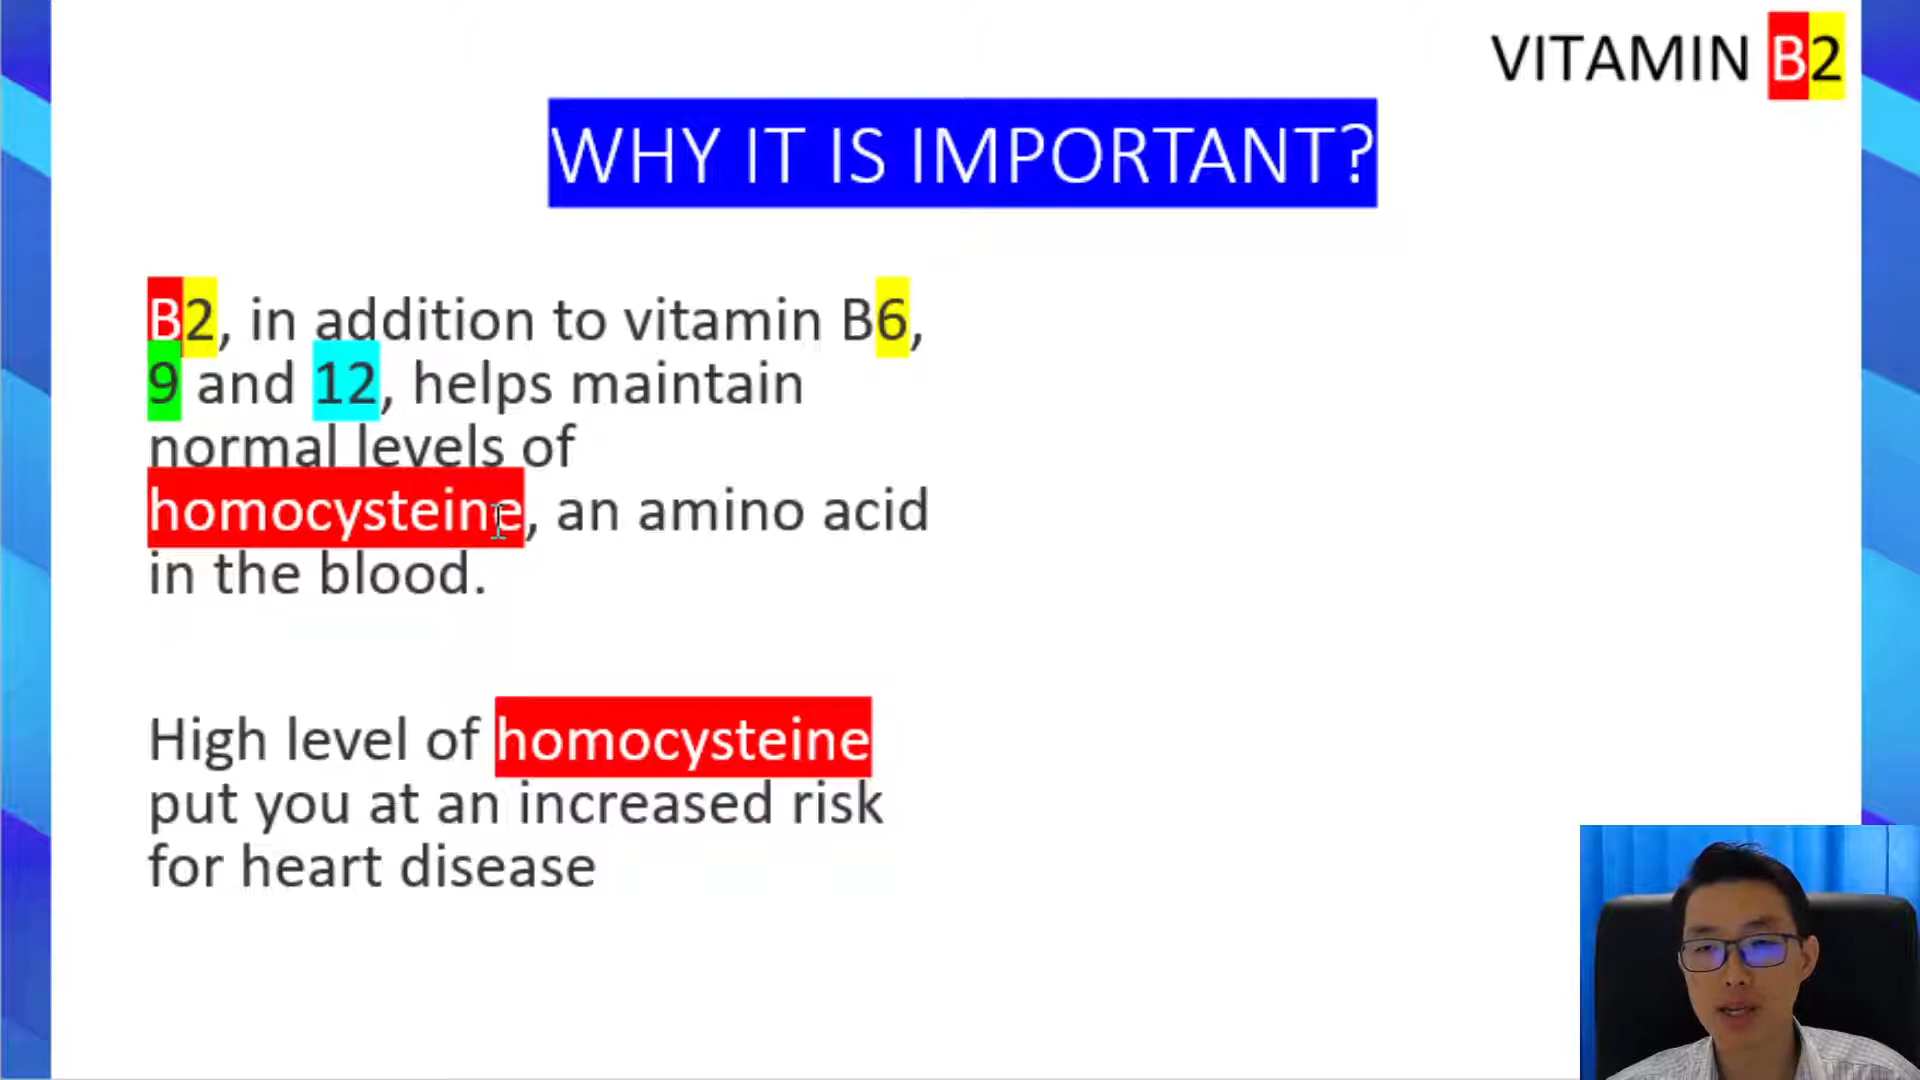 VITAMIN B2
WHY IT IS IMPORTANT?
B2, in addition to vitamin B6,
9 and 12, helps maintain
normal levels of
homocysteine, an amino acid
in the blood.
High level of homocysteine
put you at an increased risk
for heart disease